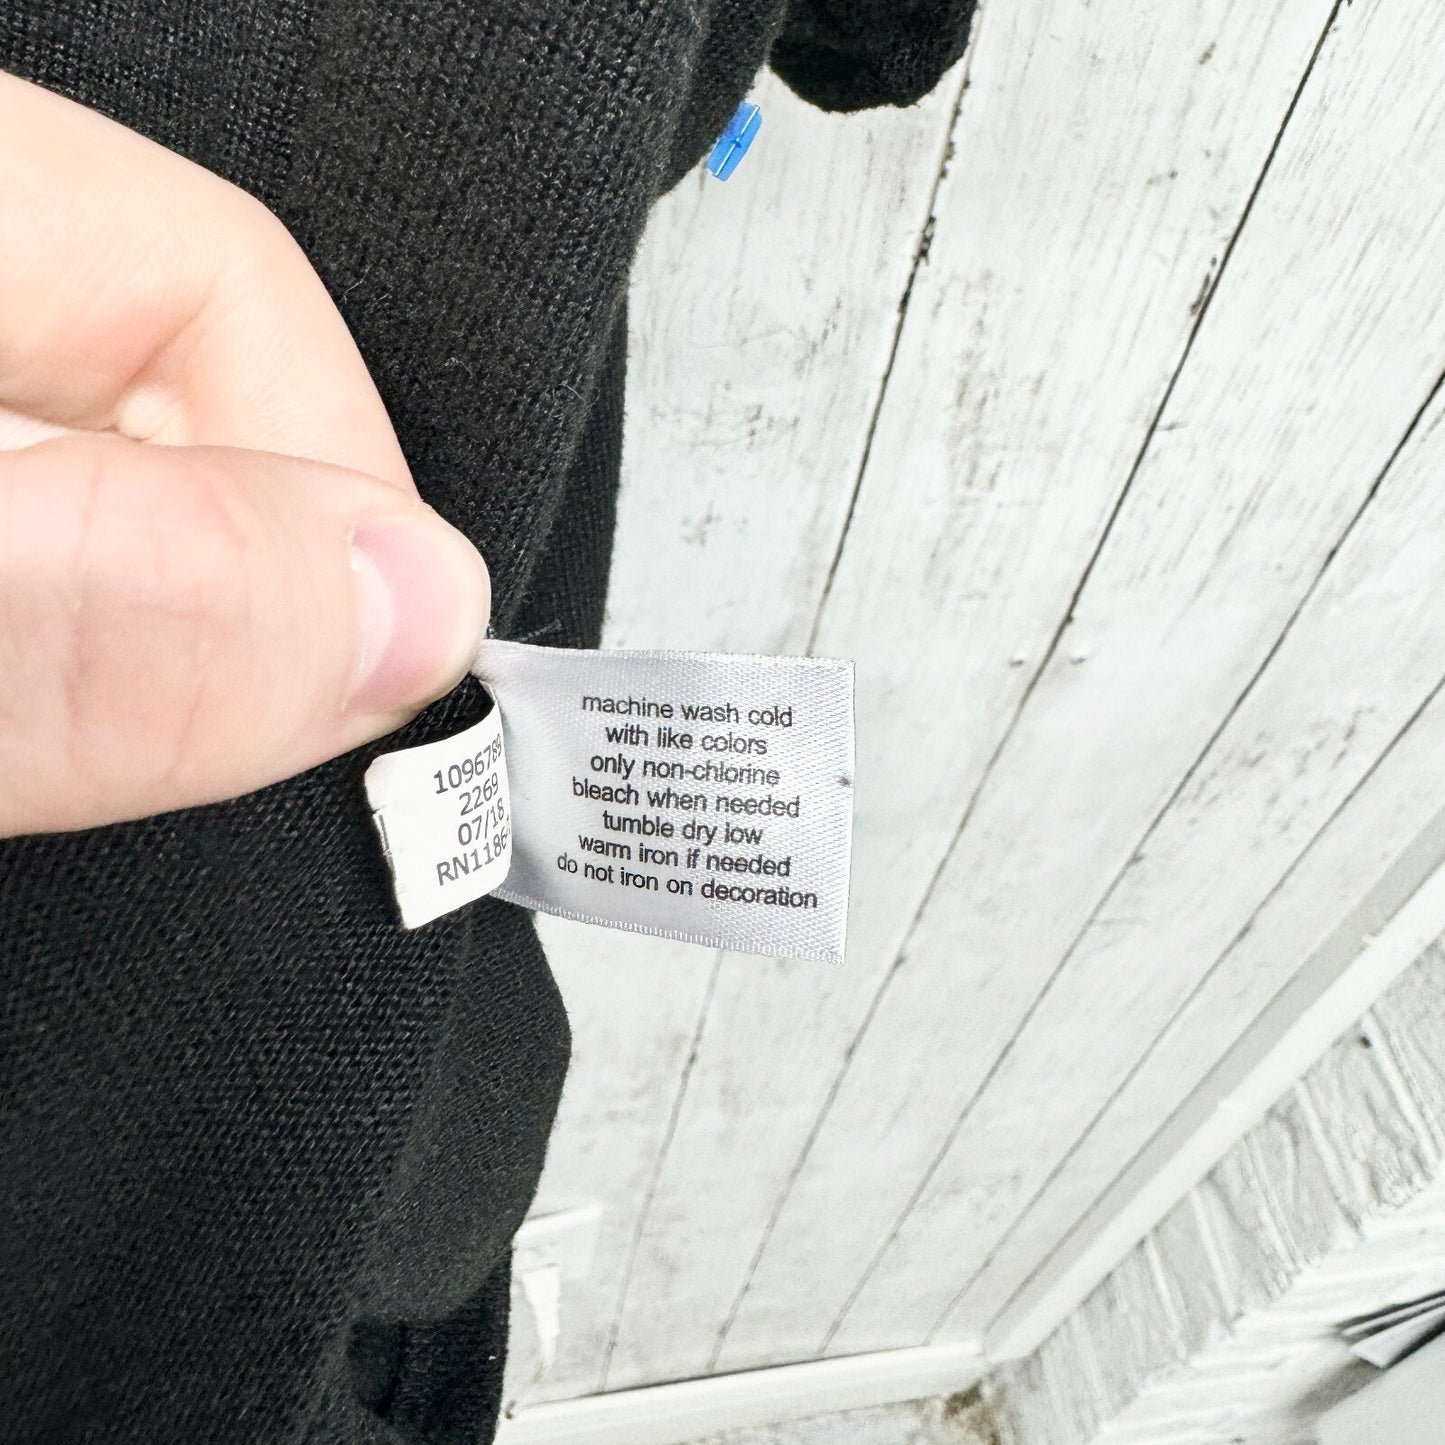 machine wash cold
with like colors
only non-chlorine
bleach when needed
tumble dry low
warm iron if needed
do not iron on decoration
1096789
2269
07/18